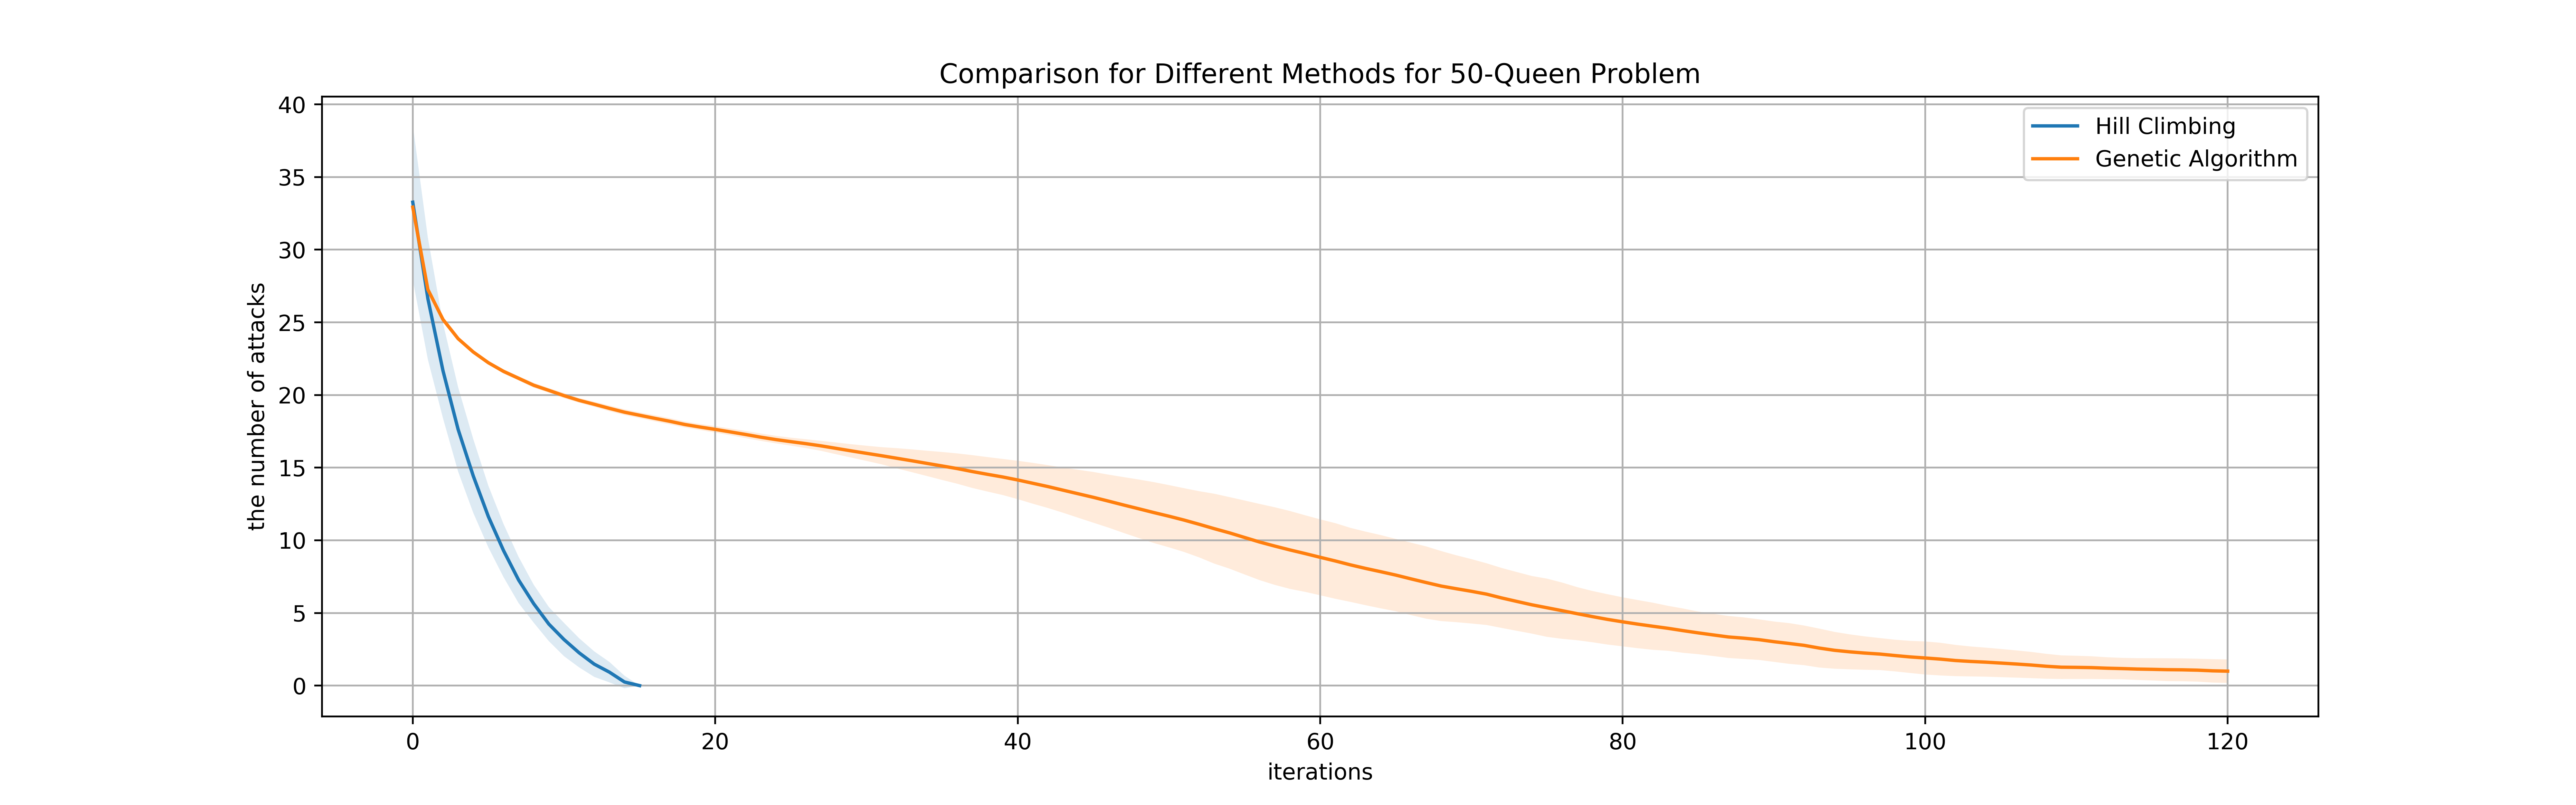 Comparison for Different Methods for 50-Queen Problem
Hill Climbing
Genetic Algorithm
the number of attacks
40
35
30
25
20
15
10
5
0
0 20 40 60 80 100 120
iterations